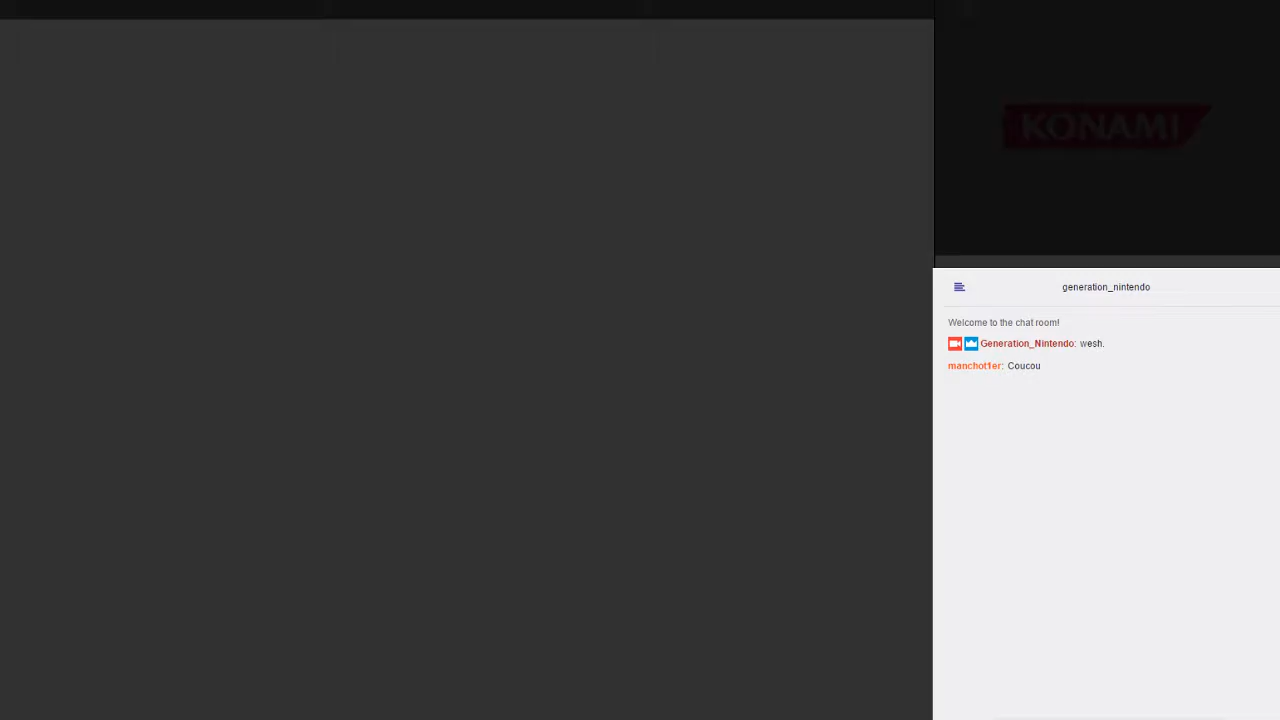 KONAMI
generation_nintendo
Welcome to the chat room!
Generation_Nintendo: wesh.
manchot1er: Coucou